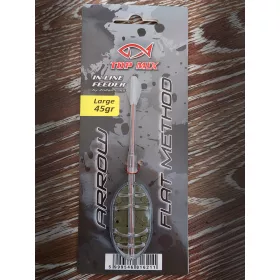 TOP MIX
IN-LINE
FEEDER
Large
45gr
ARROW
FLAT METHOD